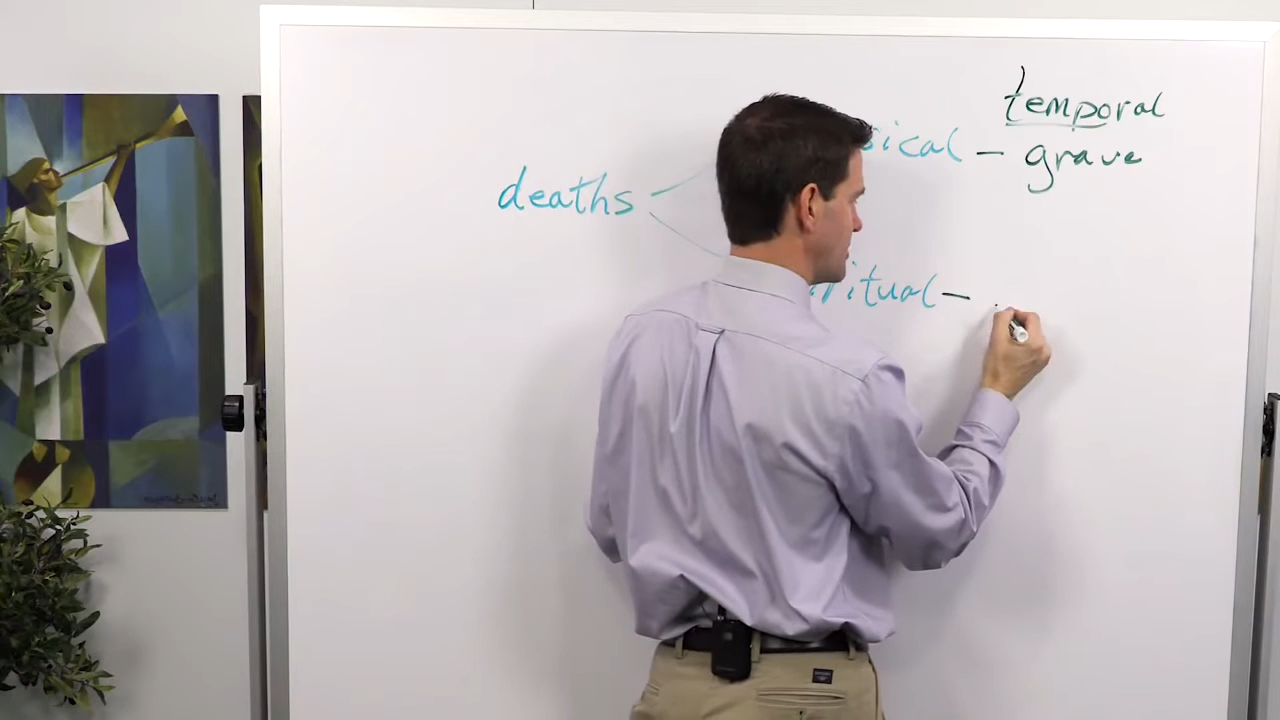 temporal
sical – grave
deaths
ritual –